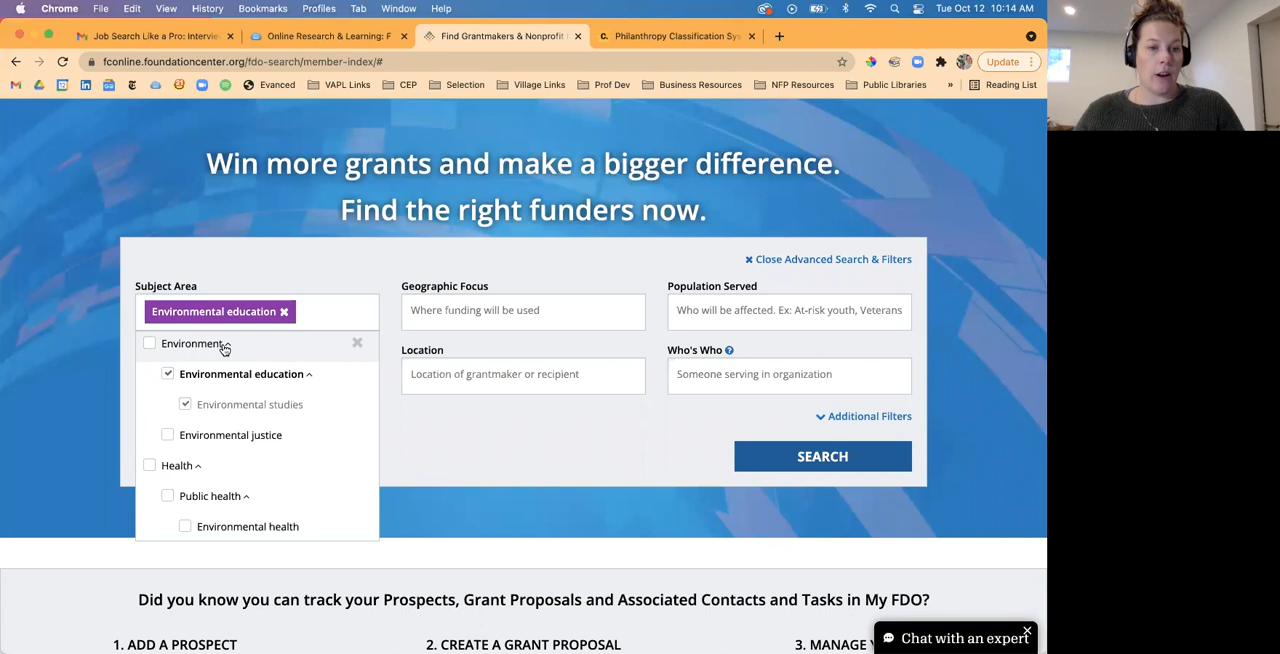 Chrome File Edit View History Bookmarks Profiles Tab Window Help Tue Oct 12 10:14 AM
Job Search Like a Pro: Intervie × Online Research & Learning: F × Find Grantmakers & Nonprofit × Philanthropy Classification Sys × +
fconline.foundationcenter.org/fdo-search/member-index/# Update
Evanced VAPL Links CEP Selection Village Links Prof Dev Business Resources NFP Resources Public Libraries » Reading List
Win more grants and make a bigger difference.
Find the right funders now.
Close Advanced Search & Filters
Subject Area Geographic Focus Population Served
Environmental education Where funding will be used Who will be affected. Ex: At-risk youth, Veterans
Environment
Location Who's Who
Environmental education Location of grantmaker or recipient Someone serving in organization
Environmental studies
Additional Filters
Environmental justice
SEARCH
Health
Public health
Environmental health
Did you know you can track your Prospects, Grant Proposals and Associated Contacts and Tasks in My FDO?
Chat with an expert
1. ADD A PROSPECT 2. CREATE A GRANT PROPOSAL 3. MANAGE